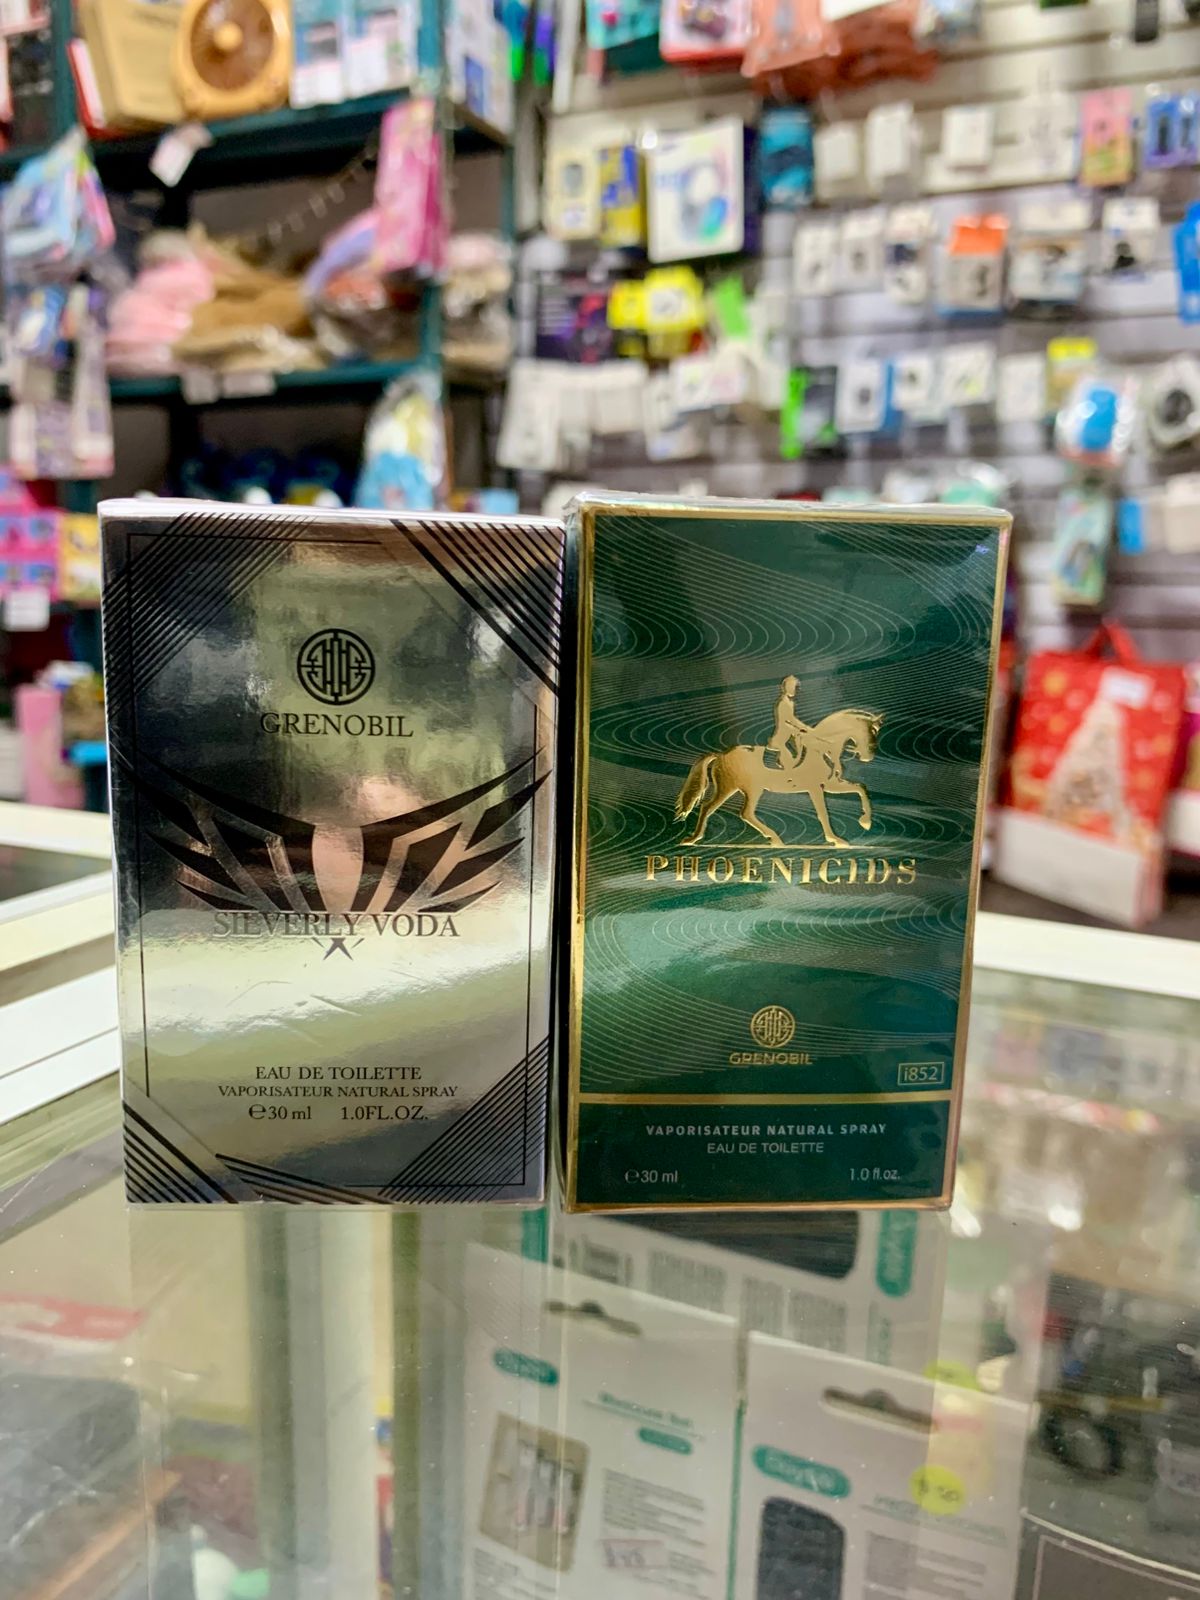 GRENOBIL
SILVERLY VODA
EAU DE TOILETTE
VAPORISATEUR NATURAL SPRAY
℮30 ml 1.0FL.OZ.
PHOENICIDS
GRENOBIL
i852
VAPORISATEUR NATURAL SPRAY
EAU DE TOILETTE
℮30 ml 1.0 fl.oz.